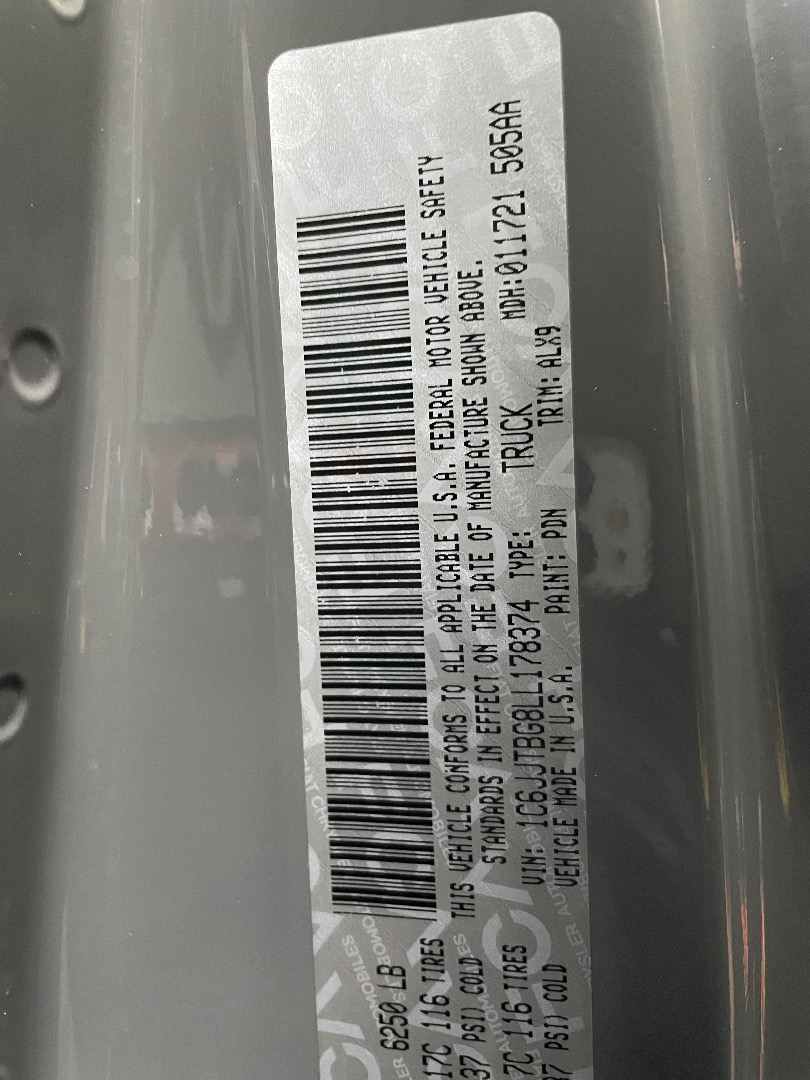 6250 LB
17C 116 TIRES
37 PSI) COLD
7C 116 TIRES
37 PSI) COLD
THIS VEHICLE CONFORMS TO ALL APPLICABLE U.S.A. FEDERAL MOTOR VEHICLE SAFETY
STANDARDS IN EFFECT ON THE DATE OF MANUFACTURE SHOWN ABOVE.
VIN: 1C6JJTBG8LL178374 TYPE: TRUCK MDH:011721 505AA
VEHICLE MADE IN U.S.A. PAINT: PDN TRIM: ALX9